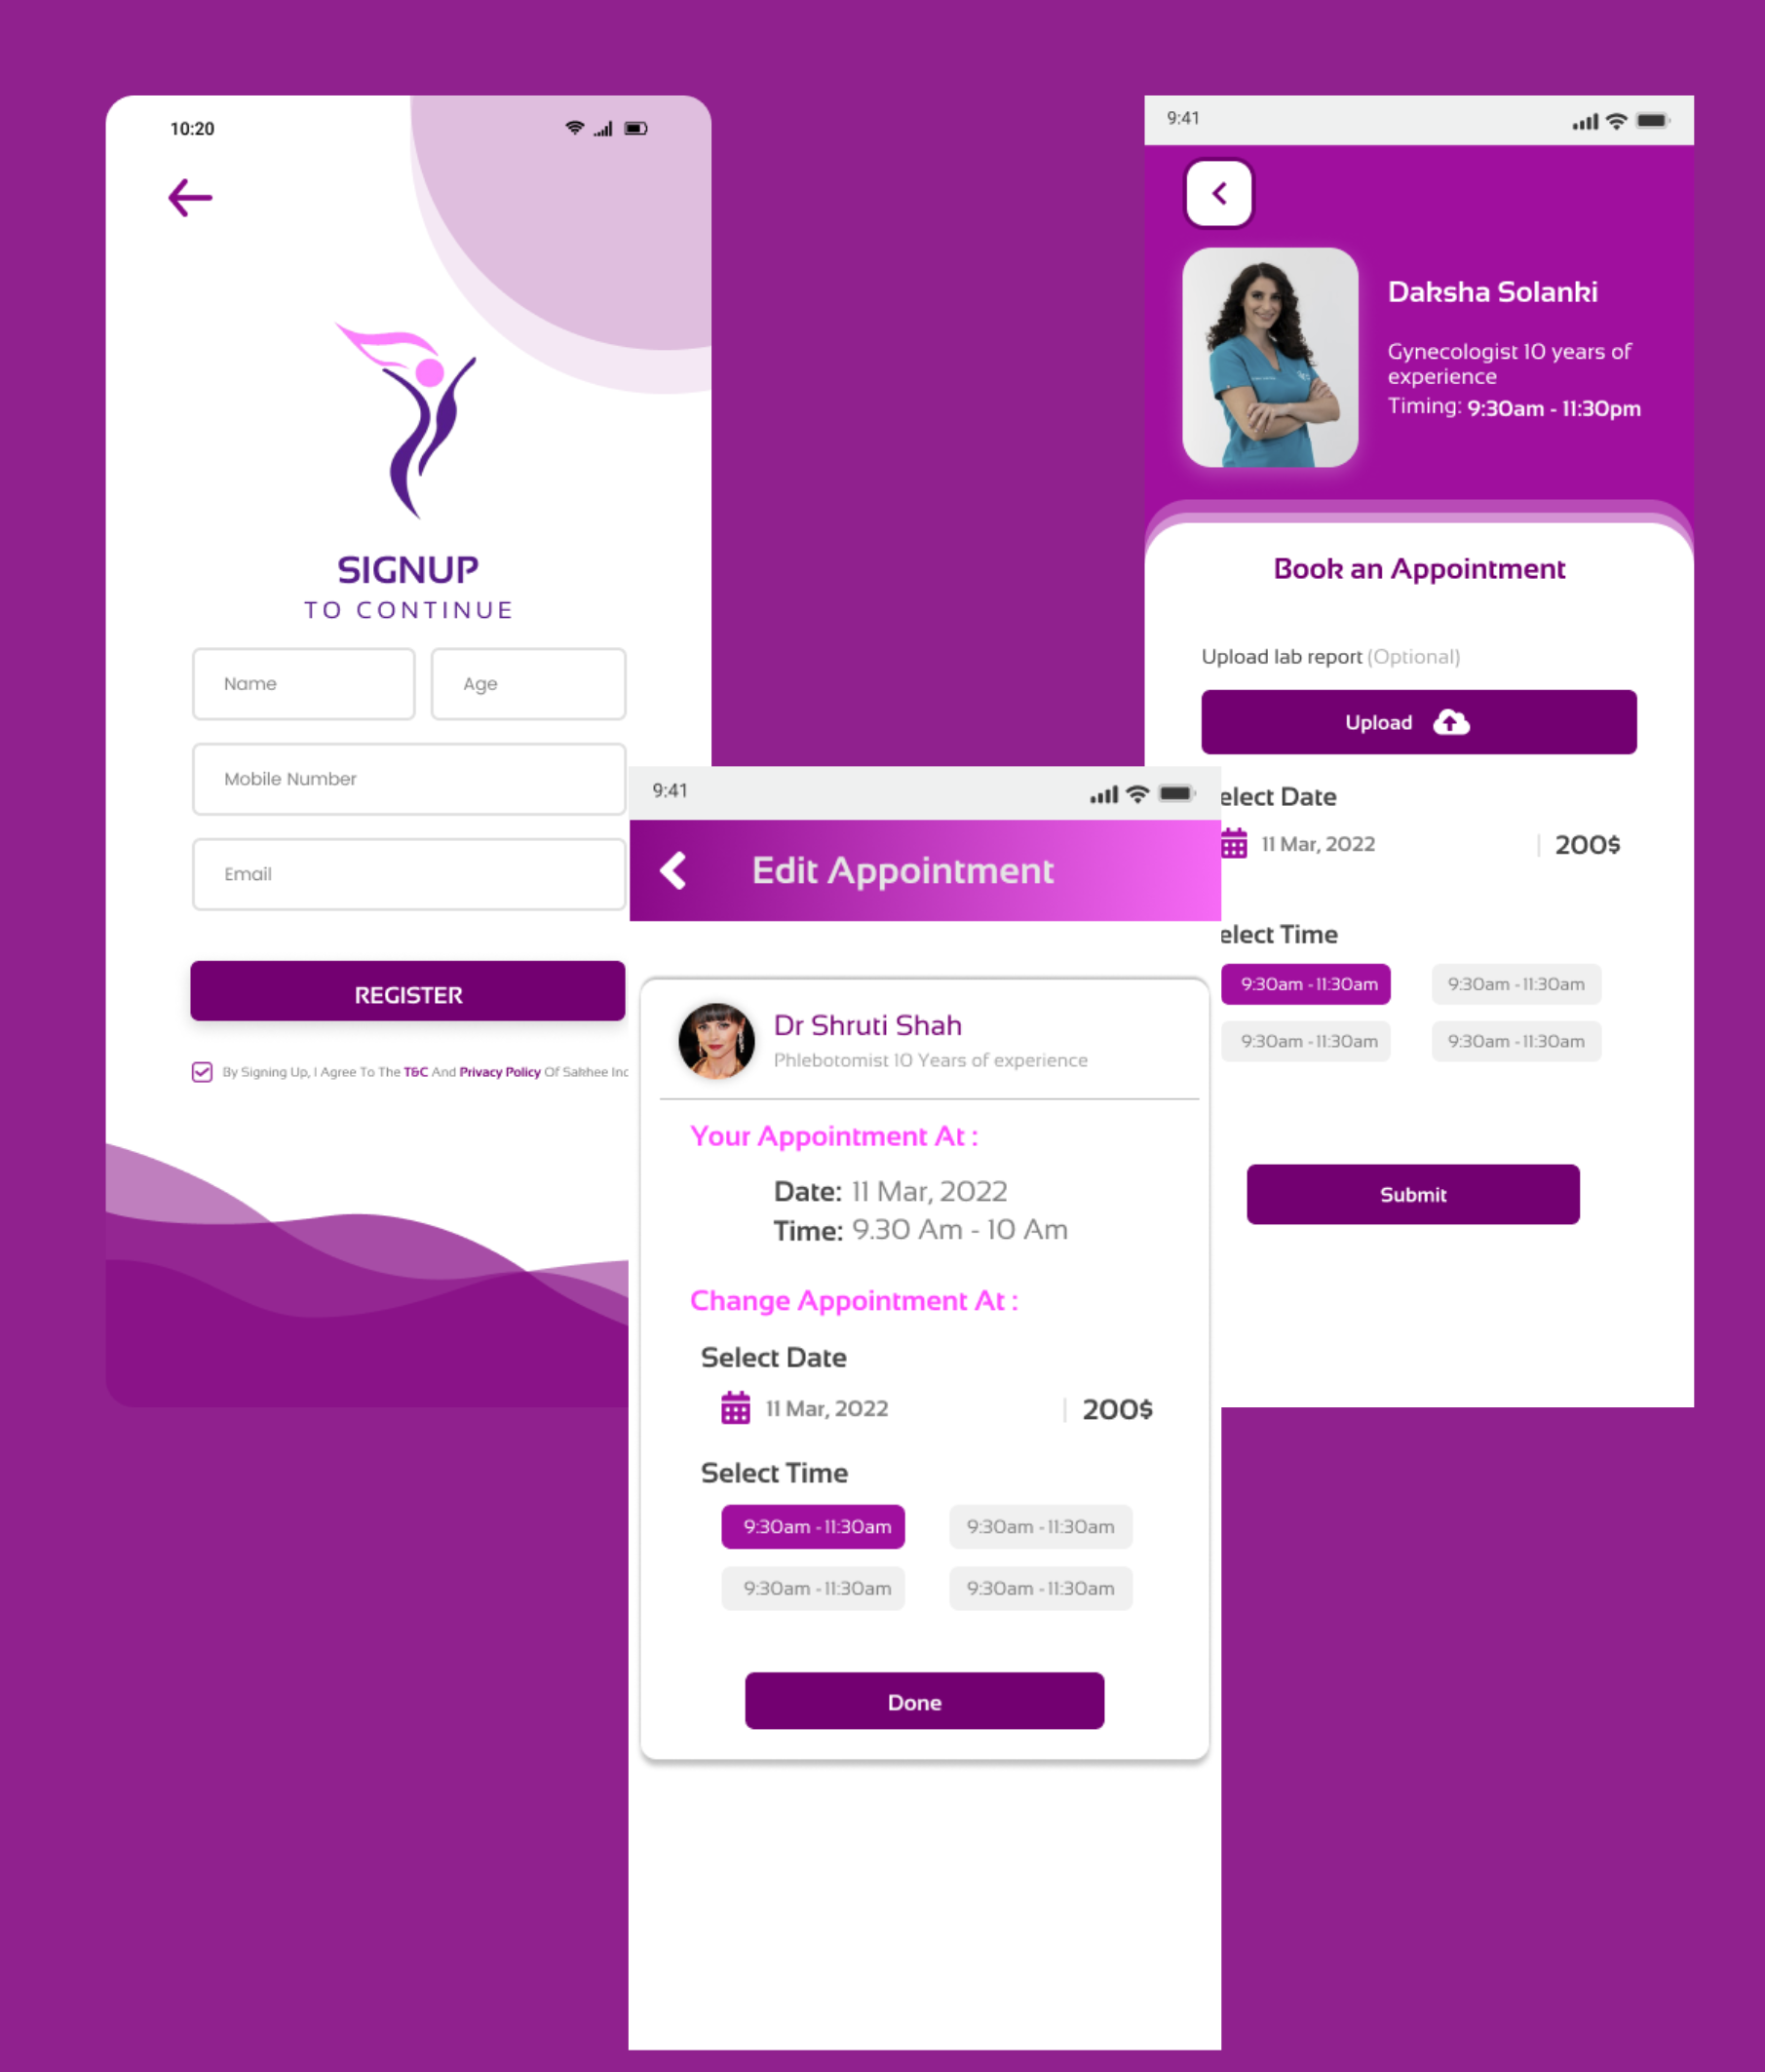 10:20
SIGNUP
TO CONTINUE
Name
Age
Mobile Number
Email
REGISTER
By Signing Up, I Agree To The T&C And Privacy Policy Of Sakhee Inc
9:41
Edit Appointment
Dr Shruti Shah
Phlebotomist 10 Years of experience
Your Appointment At :
Date: 11 Mar, 2022
Time: 9.30 Am - 10 Am
Change Appointment At :
Select Date
11 Mar, 2022
200$
Select Time
9:30am - 11:30am
9:30am - 11:30am
9:30am - 11:30am
9:30am - 11:30am
Done
9:41
Daksha Solanki
Gynecologist 10 years of
experience
Timing: 9:30am - 11:30pm
Book an Appointment
Upload lab report (Optional)
Upload
elect Date
11 Mar, 2022
200$
elect Time
9:30am - 11:30am
9:30am - 11:30am
9:30am - 11:30am
9:30am - 11:30am
Submit